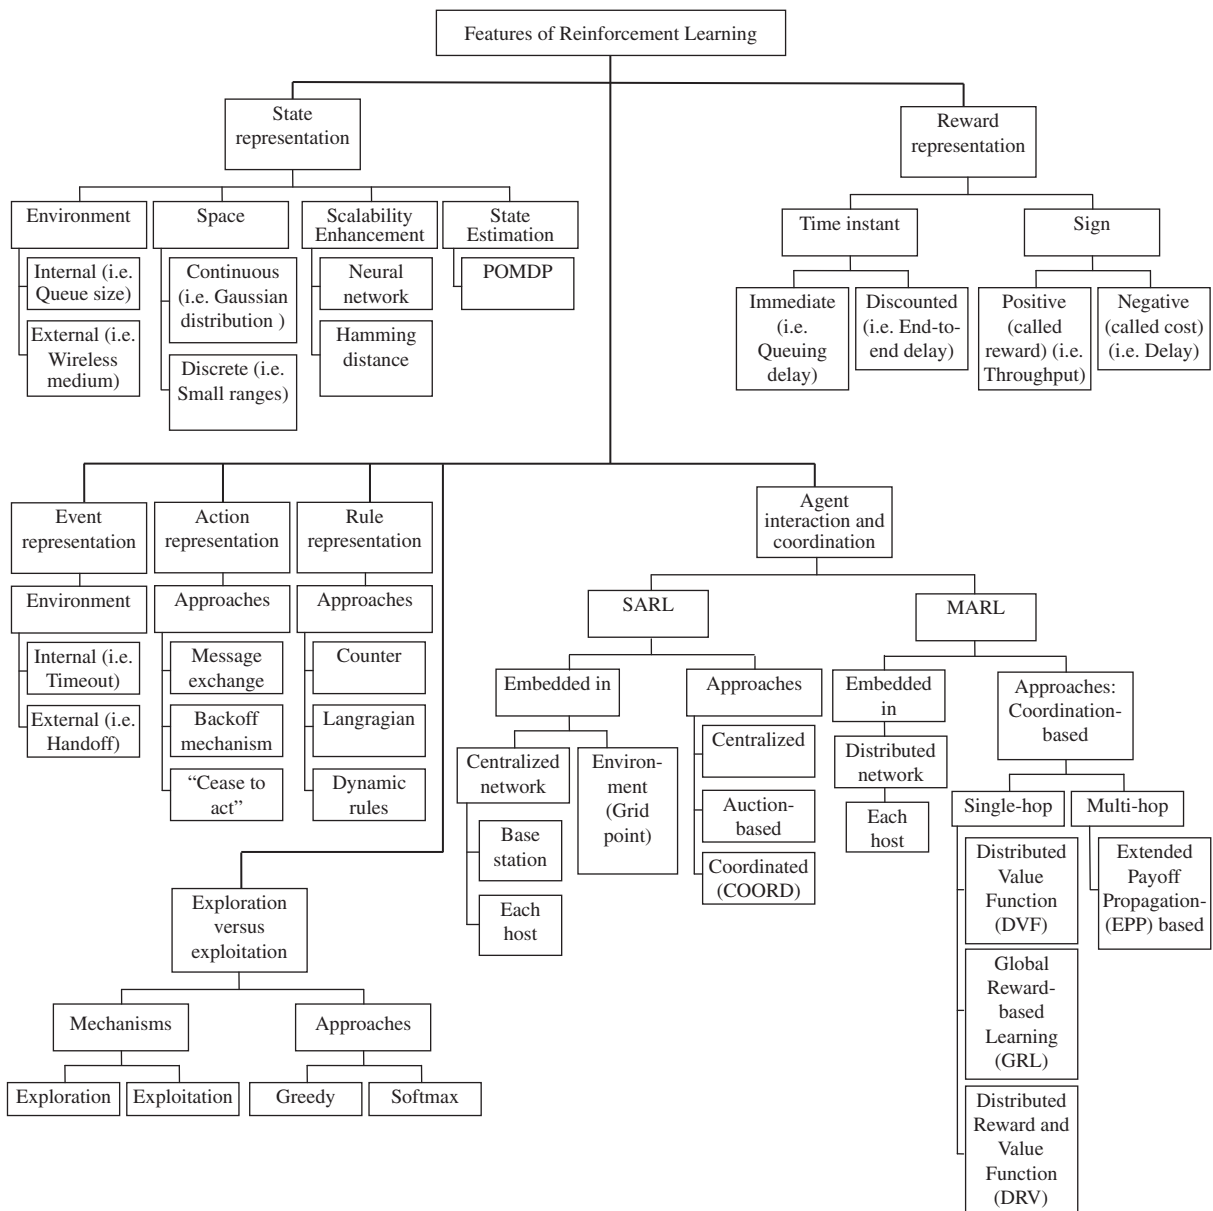 Features of Reinforcement Learning
State
representation
Reward
representation
Environment
Internal (i.e.
Queue size)
External (i.e.
Wireless
medium)
Space
Continuous
(i.e. Gaussian
distribution )
Discrete (i.e.
Small ranges)
Scalability
Enhancement
Neural
network
Hamming
distance
State
Estimation
POMDP
Time instant
Immediate
(i.e.
Queuing
delay)
Discounted
(i.e. End-to-
end delay)
Sign
Positive
(called
reward) (i.e.
Throughput)
Negative
(called cost)
(i.e. Delay)
Event
representation
Environment
Internal (i.e.
Timeout)
External (i.e.
Handoff)
Action
representation
Approaches
Message
exchange
Backoff
mechanism
“Cease to
act”
Rule
representation
Approaches
Counter
Langragian
Dynamic
rules
Agent
interaction and
coordination
SARL
Embedded in
Centralized
network
Base
station
Each
host
Environ-
ment
(Grid
point)
Approaches
Centralized
Auction-
based
Coordinated
(COORD)
MARL
Embedded
in
Distributed
network
Each
host
Approaches:
Coordination-
based
Single-hop
Distributed
Value
Function
(DVF)
Global
Reward-
based
Learning
(GRL)
Distributed
Reward and
Value
Function
(DRV)
Multi-hop
Extended
Payoff
Propagation-
(EPP) based
Exploration
versus
exploitation
Mechanisms
Exploration
Exploitation
Approaches
Greedy
Softmax